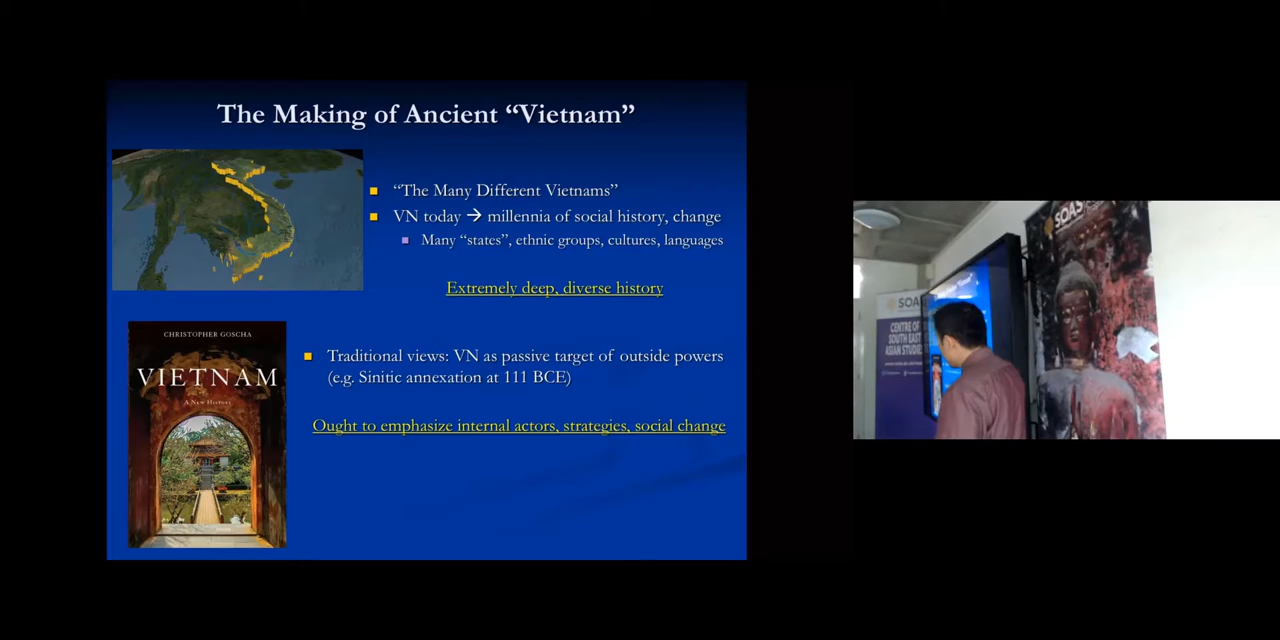 The Making of Ancient “Vietnam”
“The Many Different Vietnams”
VN today → millennia of social history, change
Many “states”, ethnic groups, cultures, languages
Extremely deep, diverse history
CHRISTOPHER GOSCHA
VIETNAM
A NEW HISTORY
Traditional views: VN as passive target of outside powers
(e.g. Sinitic annexation at 111 BCE)
Ought to emphasize internal actors, strategies, social change
SOAS
CENTRE OF
SOUTH EAST
ASIAN STUDIES
SOAS